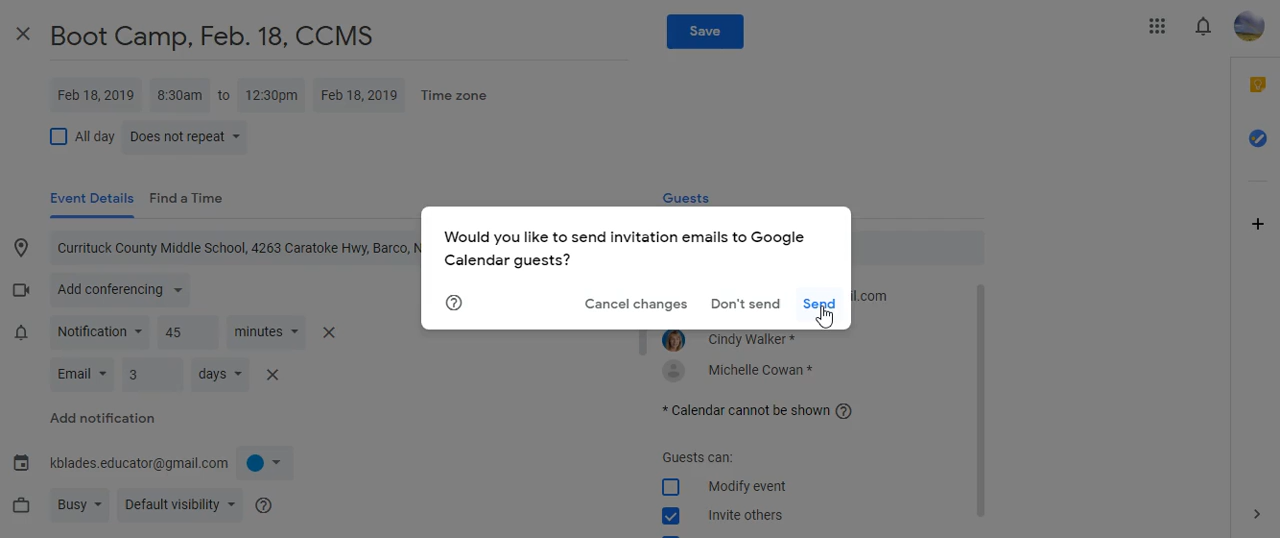 Boot Camp, Feb. 18, CCMS
Save
Feb 18, 2019 8:30am to 12:30pm Feb 18, 2019 Time zone
All day Does not repeat
Event Details Find a Time
Guests
Currituck County Middle School, 4263 Caratoke Hwy, Barco, N
Would you like to send invitation emails to Google
Calendar guests?
Cancel changes Don't send Send
Add conferencing
il.com
Notification 45 minutes
Cindy Walker *
Email 3 days
Michelle Cowan *
Add notification
* Calendar cannot be shown
kblades.educator@gmail.com
Guests can:
Modify event
Busy Default visibility
Invite others